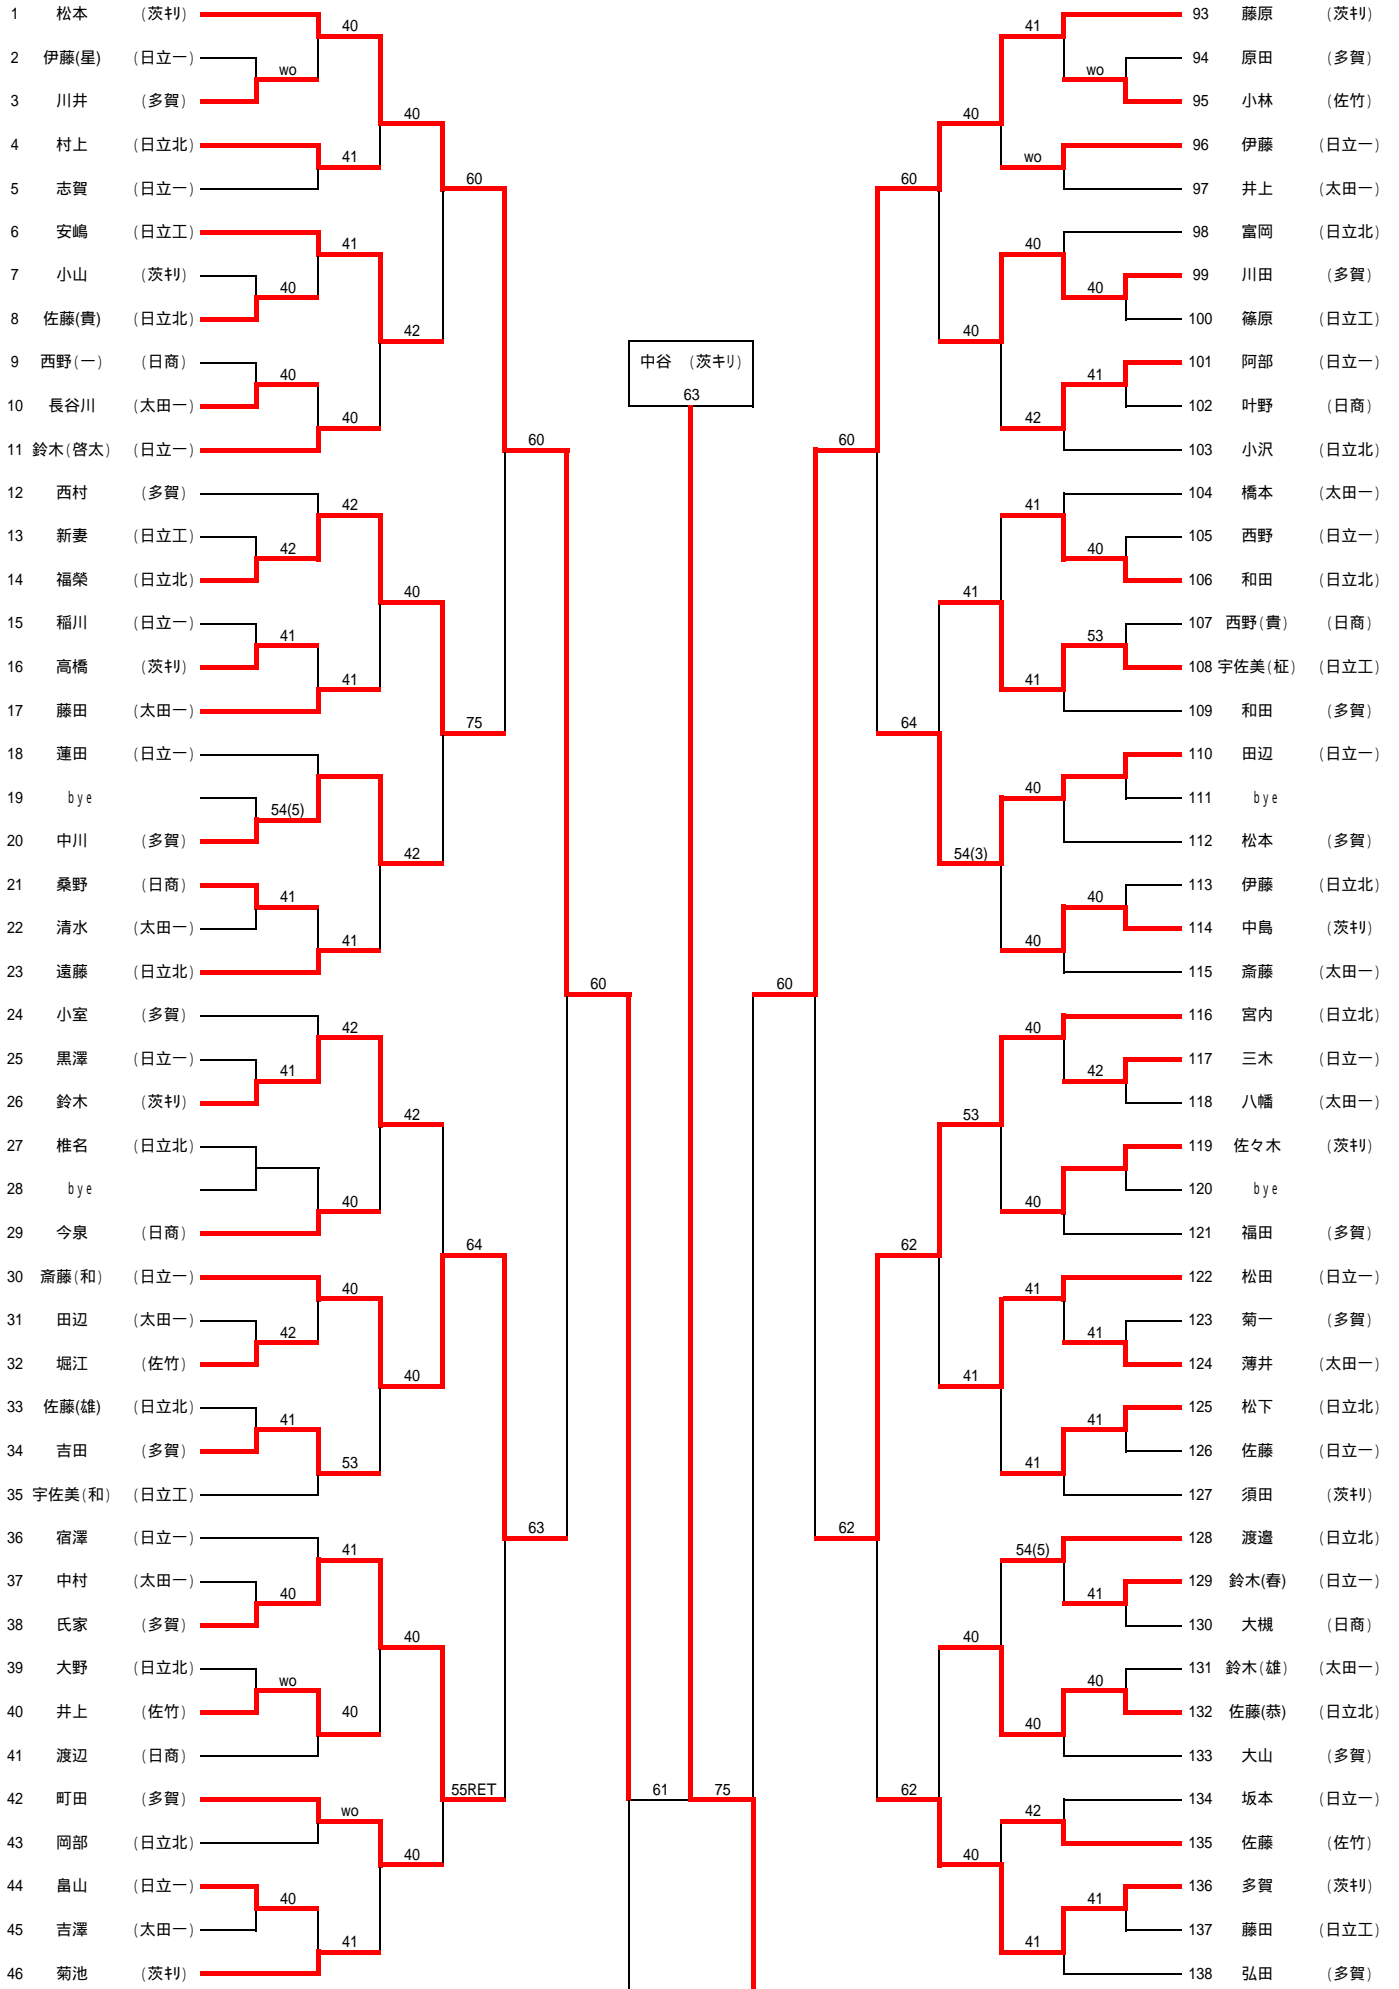 1 松本 (茨キリ)
2 伊藤(星) (日立一)
3 川井 (多賀)
4 村上 (日立北)
5 志賀 (日立一)
6 安嶋 (日立工)
7 小山 (茨キリ)
8 佐藤(貴) (日立北)
9 西野(一) (日商)
10 長谷川 (太田一)
11 鈴木(啓太) (日立一)
12 西村 (多賀)
13 新妻 (日立工)
14 福榮 (日立北)
15 稲川 (日立一)
16 高橋 (茨キリ)
17 藤田 (太田一)
18 蓮田 (日立一)
19 bye
20 中川 (多賀)
21 桑野 (日商)
22 清水 (太田一)
23 遠藤 (日立北)
24 小室 (多賀)
25 黒澤 (日立一)
26 鈴木 (茨キリ)
27 椎名 (日立北)
28 bye
29 今泉 (日商)
30 斎藤(和) (日立一)
31 田辺 (太田一)
32 堀江 (佐竹)
33 佐藤(雄) (日立北)
34 吉田 (多賀)
35 宇佐美(和) (日立工)
36 宿澤 (日立一)
37 中村 (太田一)
38 氏家 (多賀)
39 大野 (日立北)
40 井上 (佐竹)
41 渡辺 (日商)
42 町田 (多賀)
43 岡部 (日立北)
44 畠山 (日立一)
45 吉澤 (太田一)
46 菊池 (茨キリ)
wo
40
40
42
41
54(5)
41
41
42
41
40
wo
40
40
41
41
40
42
41
41
42
40
40
53
41
40
wo
41
40
42
40
42
42
40
40
40
60
75
64
55RET
60
63
60
61
中谷 (茨キリ)
63
75
60
60
62
60
64
62
62
40
40
41
54(3)
53
41
40
40
41
wo
40
42
41
41
40
40
40
40
41
41
54(5)
40
42
41
wo
40
41
40
53
40
42
41
41
41
40
41
93 藤原 (茨キリ)
94 原田 (多賀)
95 小林 (佐竹)
96 伊藤 (日立一)
97 井上 (太田一)
98 富岡 (日立北)
99 川田 (多賀)
100 篠原 (日立工)
101 阿部 (日立一)
102 叶野 (日商)
103 小沢 (日立北)
104 橋本 (太田一)
105 西野 (日立一)
106 和田 (日立北)
107 西野(貴) (日商)
108 宇佐美(柾) (日立工)
109 和田 (多賀)
110 田辺 (日立一)
111 bye
112 松本 (多賀)
113 伊藤 (日立北)
114 中島 (茨キリ)
115 斎藤 (太田一)
116 宮内 (日立北)
117 三木 (日立一)
118 八幡 (太田一)
119 佐々木 (茨キリ)
120 bye
121 福田 (多賀)
122 松田 (日立一)
123 菊一 (多賀)
124 薄井 (太田一)
125 松下 (日立北)
126 佐藤 (日立一)
127 須田 (茨キリ)
128 渡邉 (日立北)
129 鈴木(春) (日立一)
130 大槻 (日商)
131 鈴木(雄) (太田一)
132 佐藤(恭) (日立北)
133 大山 (多賀)
134 坂本 (日立一)
135 佐藤 (佐竹)
136 多賀 (茨キリ)
137 藤田 (日立工)
138 弘田 (多賀)